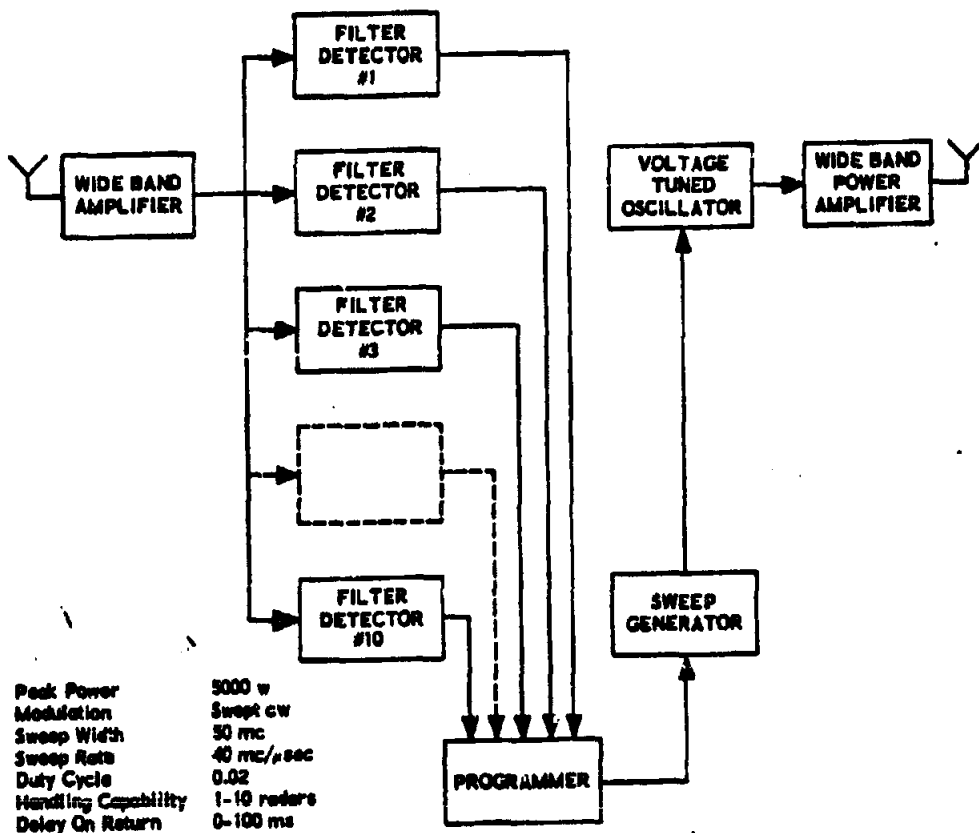 FILTER
DETECTOR
#1
WIDE BAND
AMPLIFIER
FILTER
DETECTOR
#2
VOLTAGE
TUNED
OSCILLATOR
WIDE BAND
POWER
AMPLIFIER
FILTER
DETECTOR
#3
FILTER
DETECTOR
#10
SWEEP
GENERATOR
PROGRAMMER
Peak Power 5000 w
Modulation Swept cw
Sweep Width 50 mc
Sweep Rate 40 mc/μsec
Duty Cycle 0.02
Handling Capability 1-10 radars
Delay On Return 0-100 ms